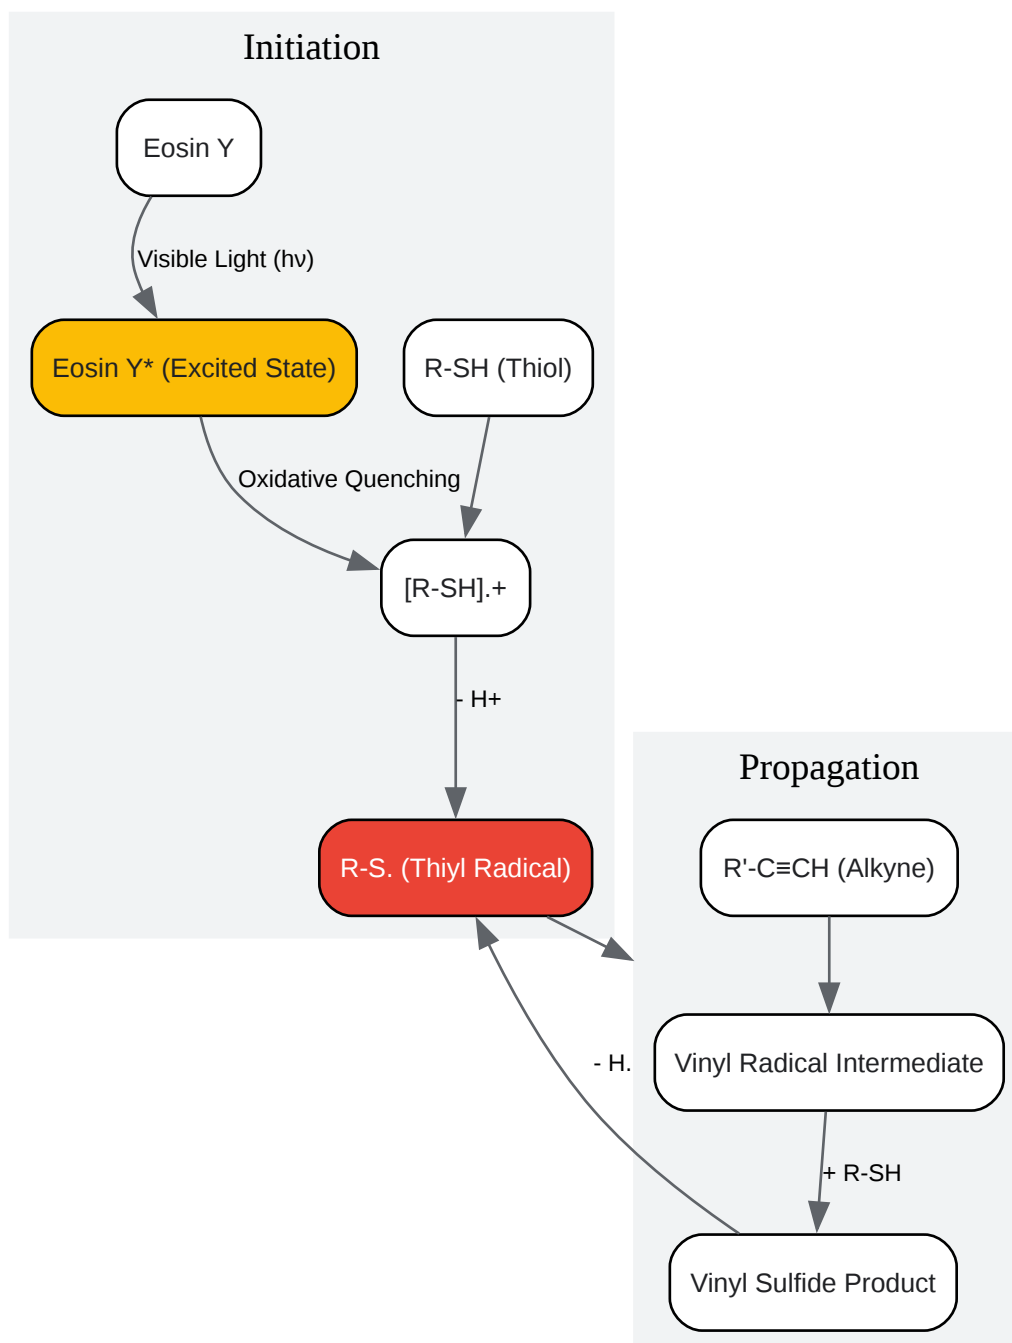 Initiation
Eosin Y
Visible Light (hν)
Eosin Y* (Excited State)
R-SH (Thiol)
Oxidative Quenching
[R-SH].+
- H+
R-S. (Thiyl Radical)
Propagation
R'-C≡CH (Alkyne)
Vinyl Radical Intermediate
- H.
+ R-SH
Vinyl Sulfide Product